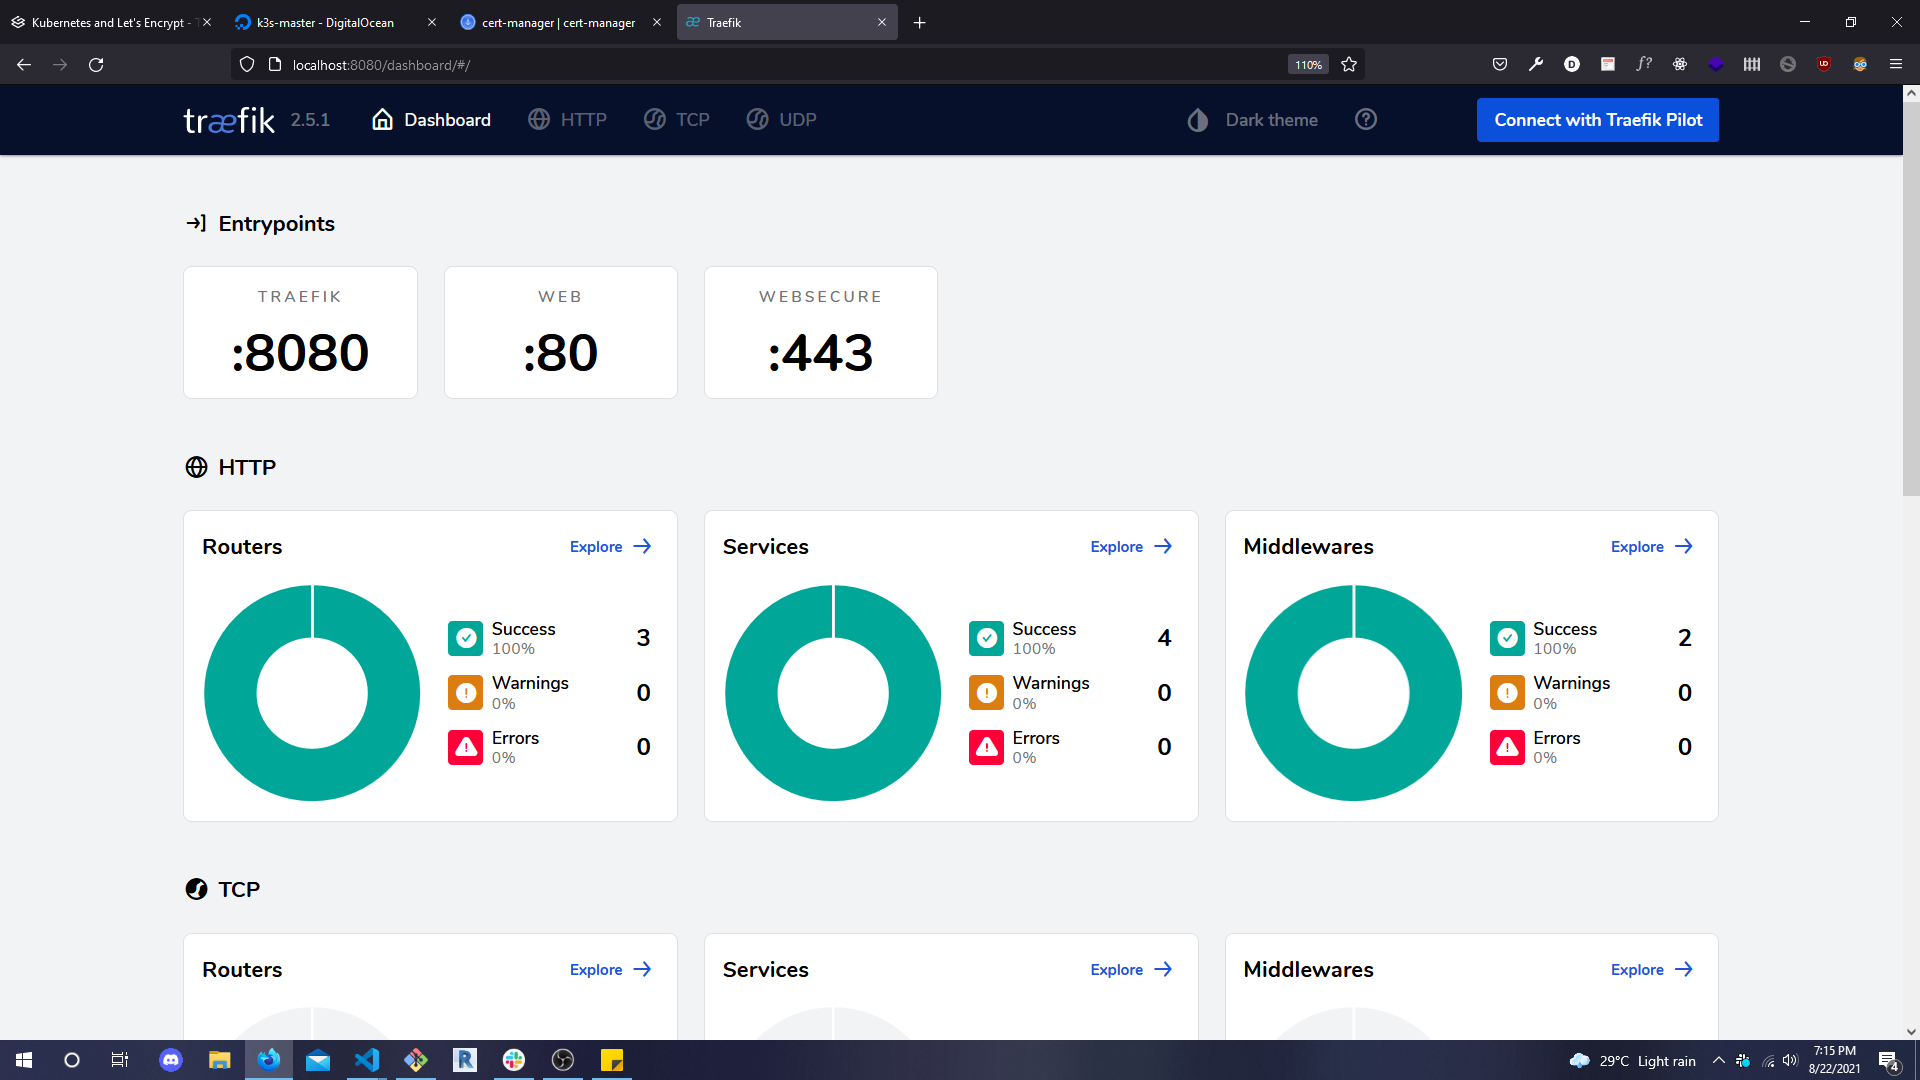 Kubernetes and Let's Encrypt - T
k3s-master - DigitalOcean
cert-manager | cert-manager
Traefik
localhost:8080/dashboard/#/
110%
træfik 2.5.1
Dashboard
HTTP
TCP
UDP
Dark theme
Connect with Traefik Pilot
Entrypoints
TRAEFIK
:8080
WEB
:80
WEBSECURE
:443
HTTP
Routers
Explore
Success 3
100%
Warnings 0
0%
Errors 0
0%
Services
Explore
Success 4
100%
Warnings 0
0%
Errors 0
0%
Middlewares
Explore
Success 2
100%
Warnings 0
0%
Errors 0
0%
TCP
Routers
Explore
Services
Explore
Middlewares
Explore
29°C Light rain
7:15 PM
8/22/2021
4